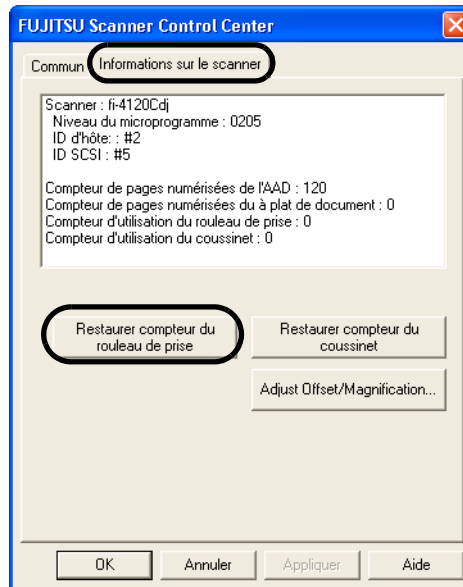 FUJITSU Scanner Control Center
Commun Informations sur le scanner
Scanner : fi-4120Cdj
Niveau du microprogramme : 0205
ID d'hôte: : #2
ID SCSI : #5
Compteur de pages numérisées de l'AAD : 120
Compteur de pages numérisées du à plat de document : 0
Compteur d'utilisation du rouleau de prise : 0
Compteur d'utilisation du coussinet : 0
Restaurer compteur du
rouleau de prise
Restaurer compteur du
coussinet
Adjust Offset/Magnification...
OK Annuler Appliquer Aide